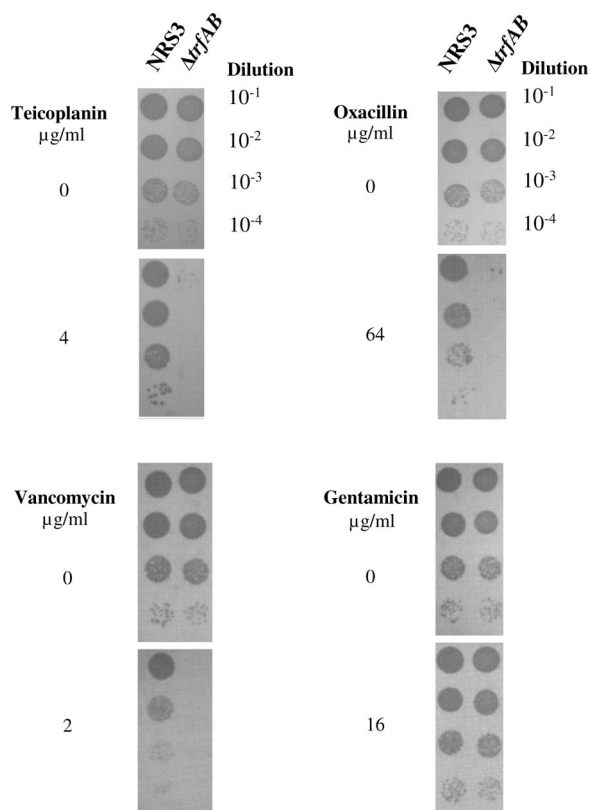 NRS3 ΔtrfAB NRS3 ΔtrfAB
Dilution Dilution
Teicoplanin
µg/ml
0
10⁻¹
10⁻²
10⁻³
10⁻⁴
4
Oxacillin
µg/ml
0
10⁻¹
10⁻²
10⁻³
10⁻⁴
64
Vancomycin
µg/ml
0
2
Gentamicin
µg/ml
0
16